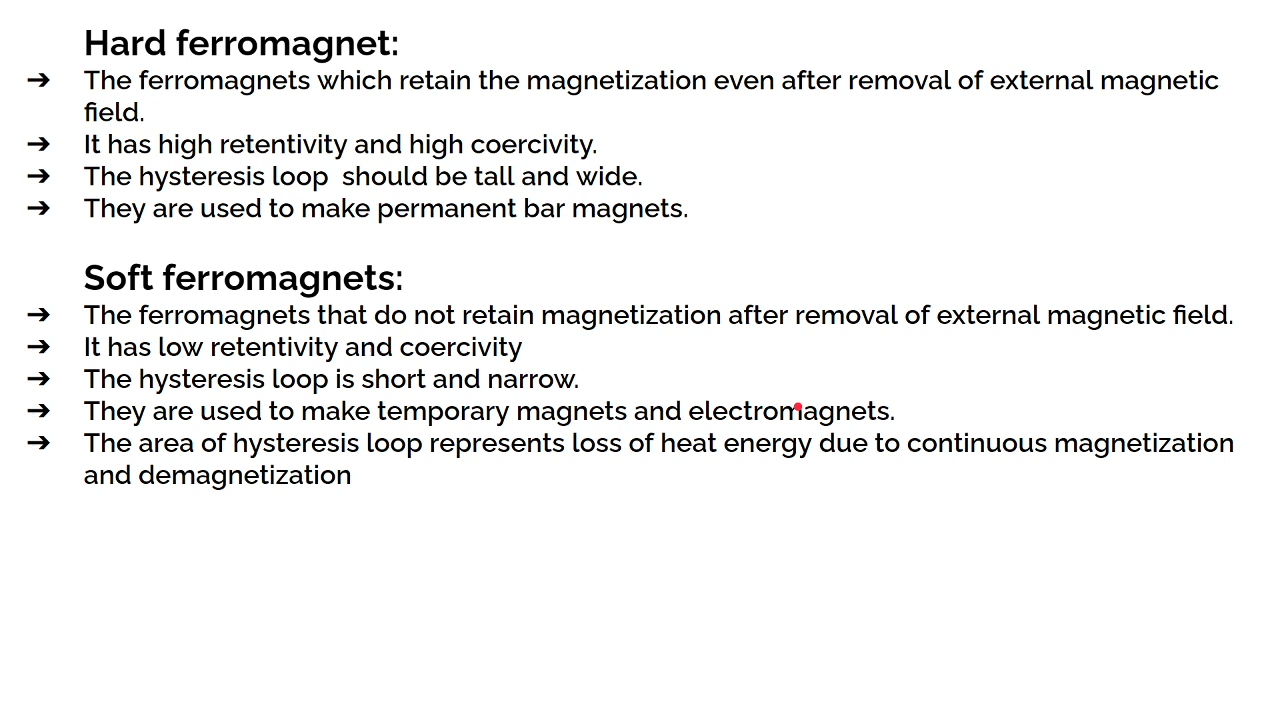 Hard ferromagnet:
➔ The ferromagnets which retain the magnetization even after removal of external magnetic
field.
➔ It has high retentivity and high coercivity.
➔ The hysteresis loop  should be tall and wide.
➔ They are used to make permanent bar magnets.
Soft ferromagnets:
➔ The ferromagnets that do not retain magnetization after removal of external magnetic field.
➔ It has low retentivity and coercivity
➔ The hysteresis loop is short and narrow.
➔ They are used to make temporary magnets and electromagnets.
➔ The area of hysteresis loop represents loss of heat energy due to continuous magnetization
and demagnetization